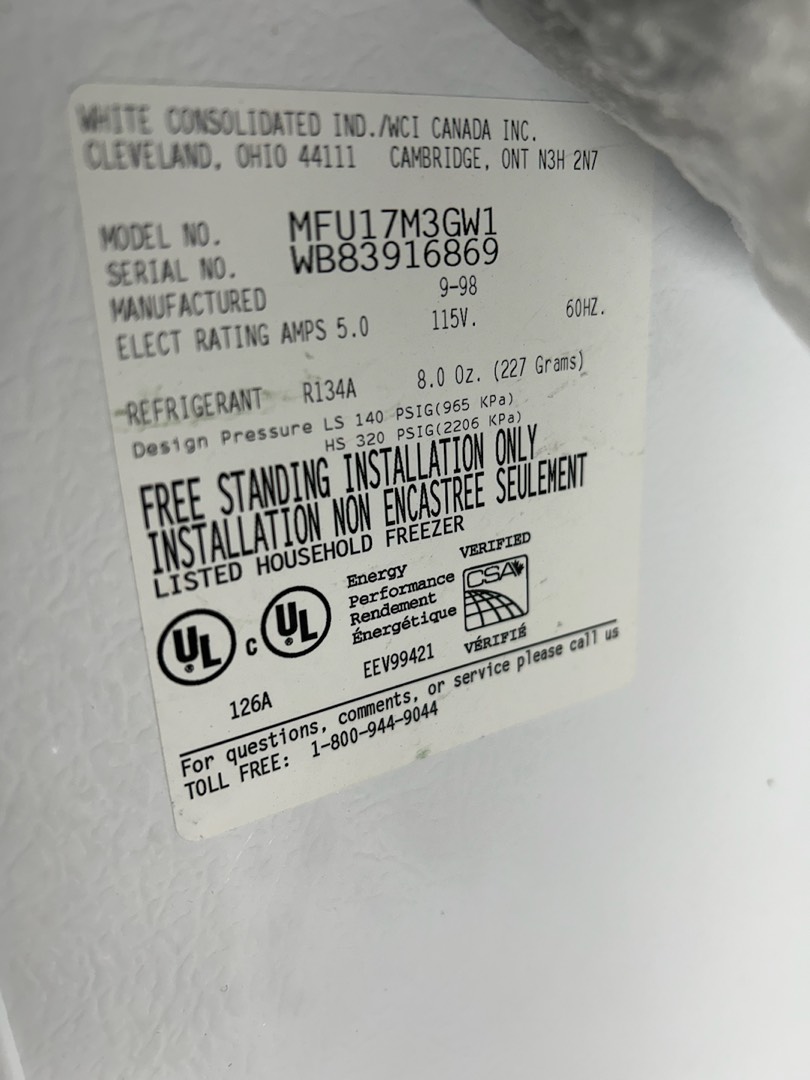 WHITE CONSOLIDATED IND./WCI CANADA INC.
CLEVELAND, OHIO 44111 CAMBRIDGE, ONT N3H 2N7
MODEL NO. MFU17M3GW1
SERIAL NO. WB83916869
MANUFACTURED 9-98
ELECT RATING AMPS 5.0 115V. 60HZ.
REFRIGERANT R134A 8.0 Oz. (227 Grams)
Design Pressure LS 140 PSIG(965 KPa)
HS 320 PSIG(2206 KPa)
FREE STANDING INSTALLATION ONLY
INSTALLATION NON ENCASTREE SEULEMENT
LISTED HOUSEHOLD FREEZER
UL ® C UL ®
126A
Energy
Performance
Rendement
Énergétique
EEV99421
VERIFIED
CSA
VÉRIFIÉ
For questions, comments, or service please call us
TOLL FREE: 1-800-944-9044